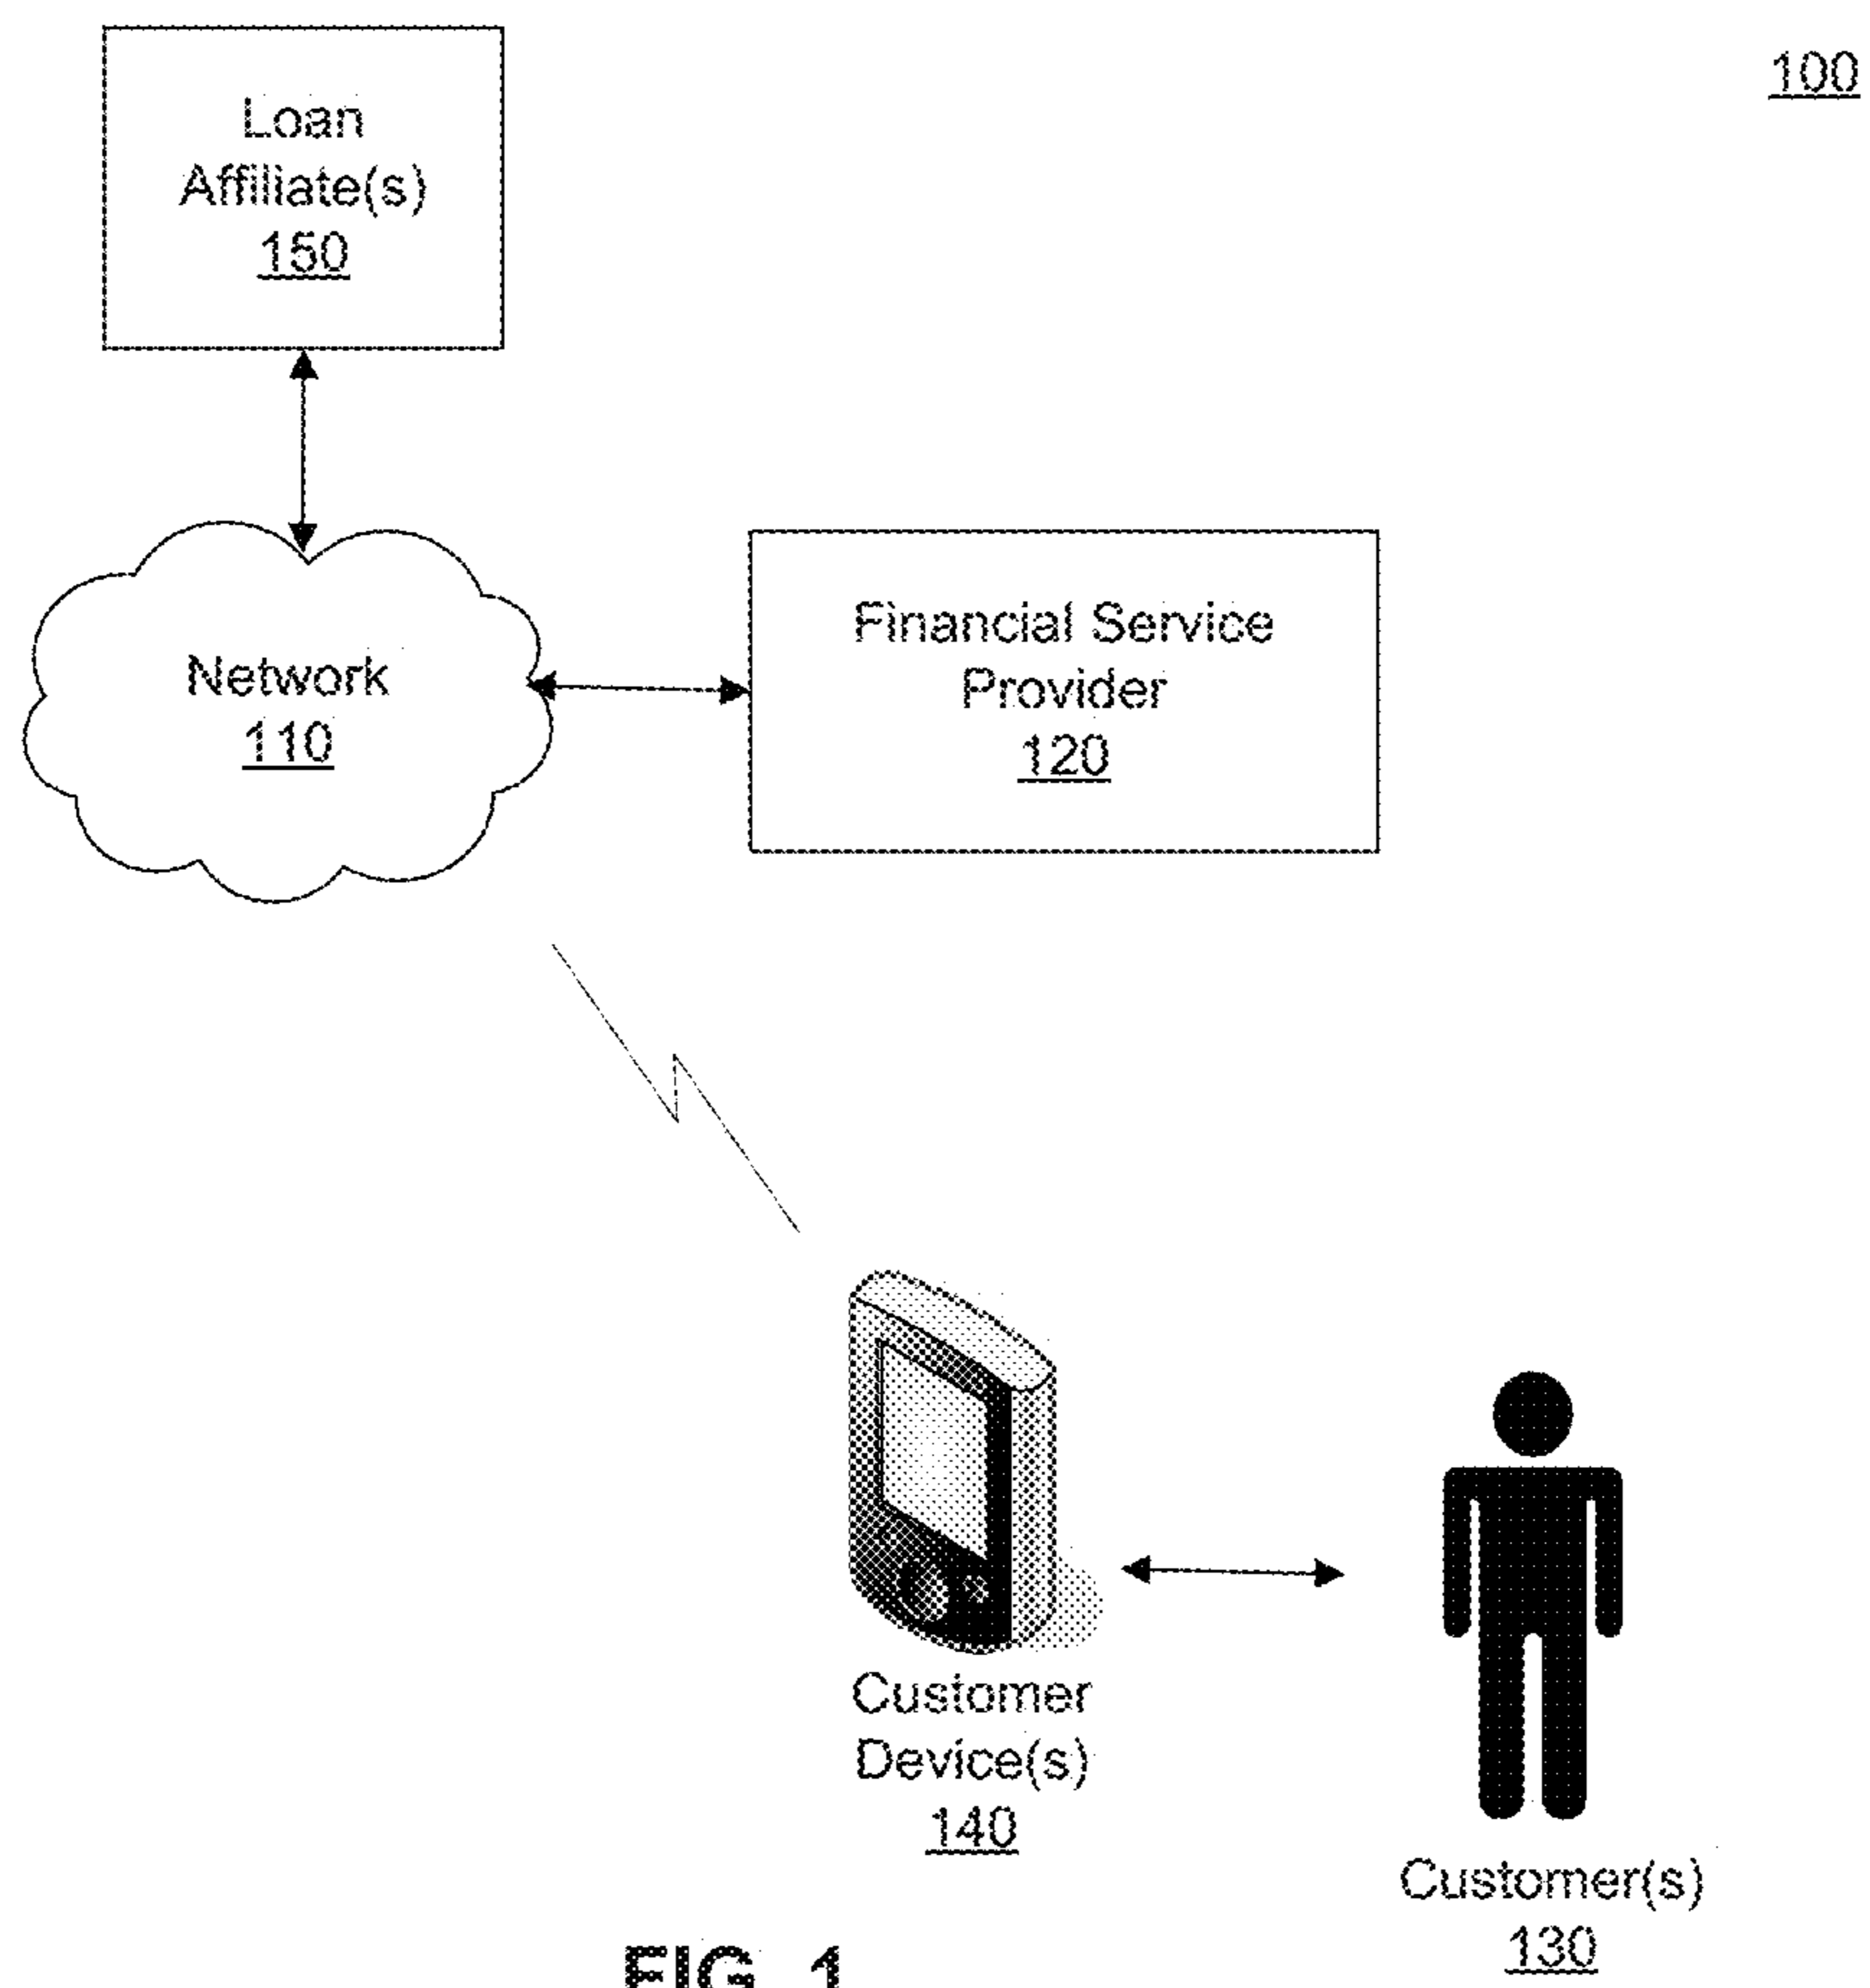 100
Loan
Affiliate(s)
150
Network
110
Financial Service
Provider
120
Customer
Device(s)
140
Customer(s)
130
FIG. 1